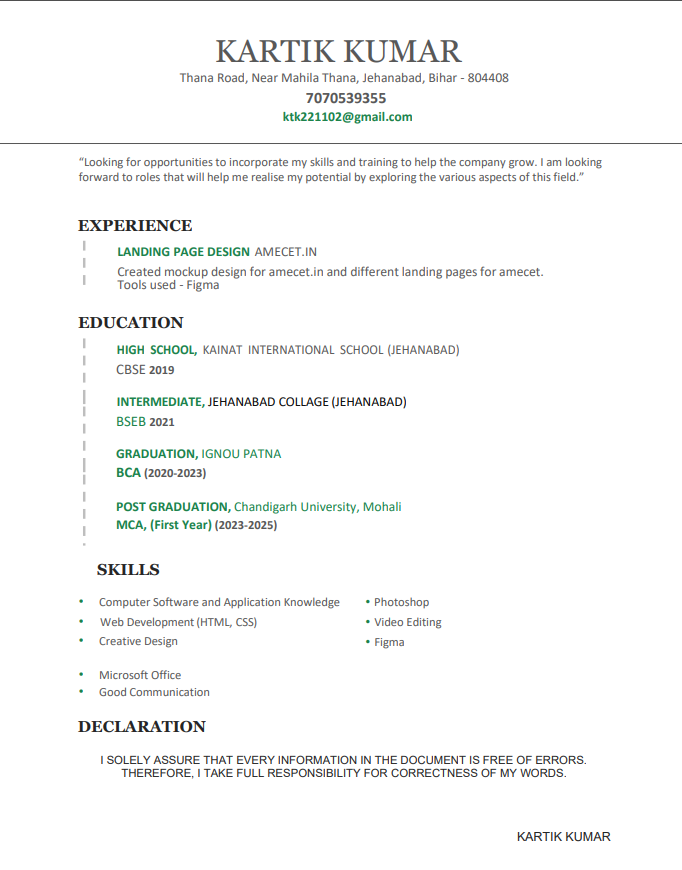 KARTIK KUMAR
Thana Road, Near Mahila Thana, Jehanabad, Bihar - 804408
7070539355
ktk221102@gmail.com
“Looking for opportunities to incorporate my skills and training to help the company grow. I am looking
forward to roles that will help me realise my potential by exploring the various aspects of this field.”
EXPERIENCE
LANDING PAGE DESIGN AMECET.IN
Created mockup design for amecet.in and different landing pages for amecet.
Tools used - Figma
EDUCATION
HIGH SCHOOL, KAINAT INTERNATIONAL SCHOOL (JEHANABAD)
CBSE 2019
INTERMEDIATE, JEHANABAD COLLAGE (JEHANABAD)
BSEB 2021
GRADUATION, IGNOU PATNA
BCA (2020-2023)
POST GRADUATION, Chandigarh University, Mohali
MCA, (First Year) (2023-2025)
SKILLS
• Computer Software and Application Knowledge
• Web Development (HTML, CSS)
• Creative Design
• Microsoft Office
• Good Communication
• Photoshop
• Video Editing
• Figma
DECLARATION
I SOLELY ASSURE THAT EVERY INFORMATION IN THE DOCUMENT IS FREE OF ERRORS.
THEREFORE, I TAKE FULL RESPONSIBILITY FOR CORRECTNESS OF MY WORDS.
KARTIK KUMAR